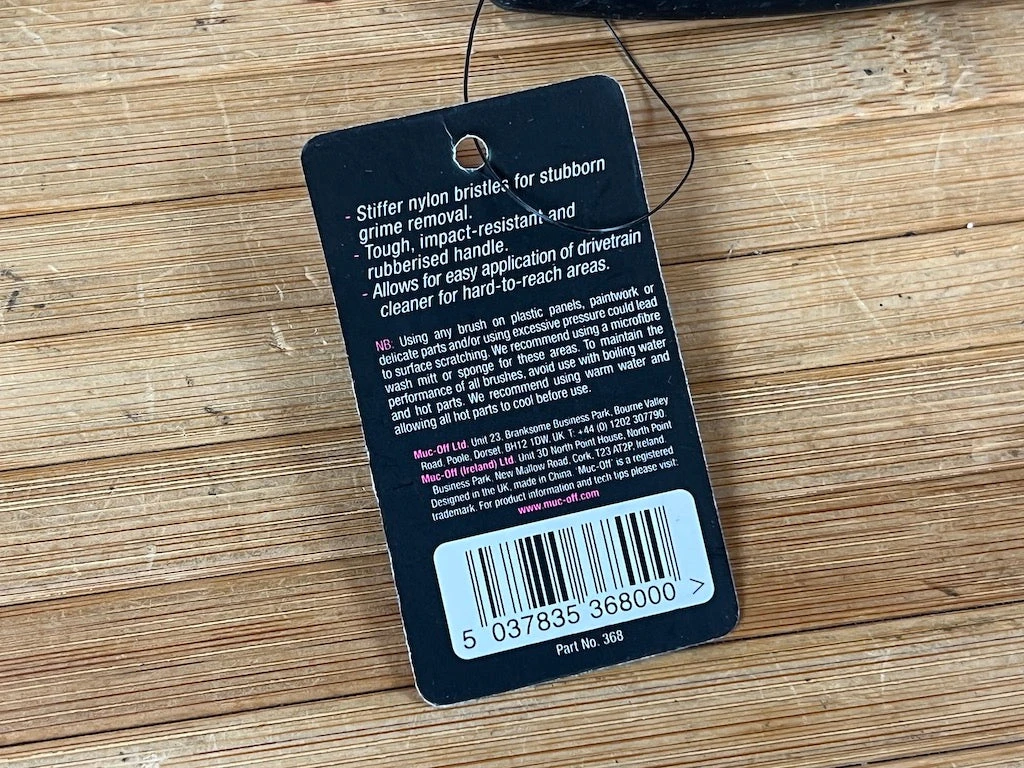 - Stiffer nylon bristles for stubborn
grime removal.
- Tough, impact-resistant and
rubberised handle.
- Allows for easy application of drivetrain
cleaner for hard-to-reach areas.
NB: Using any brush on plastic panels, paintwork or
delicate parts and/or using excessive pressure could lead
to surface scratching. We recommend using a microfibre
wash mitt or sponge for these areas. To maintain the
performance of all brushes, avoid use with boiling water
and hot parts. We recommend using warm water and
allowing all hot parts to cool before use.
Muc-Off Ltd. Unit 23, Branksome Business Park, Bourne Valley
Road, Poole, Dorset, BH12 1DW, UK T: +44 (0) 1202 307790.
Muc-Off (Ireland) Ltd. Unit 3D North Point House, North Point
Business Park, New Mallow Road, Cork, T23 AT2P, Ireland.
Designed in the UK, made in China 'Muc-Off' is a registered
trademark. For product information and tech tips please visit:
www.muc-off.com
5 037835 368000 >
Part No. 368